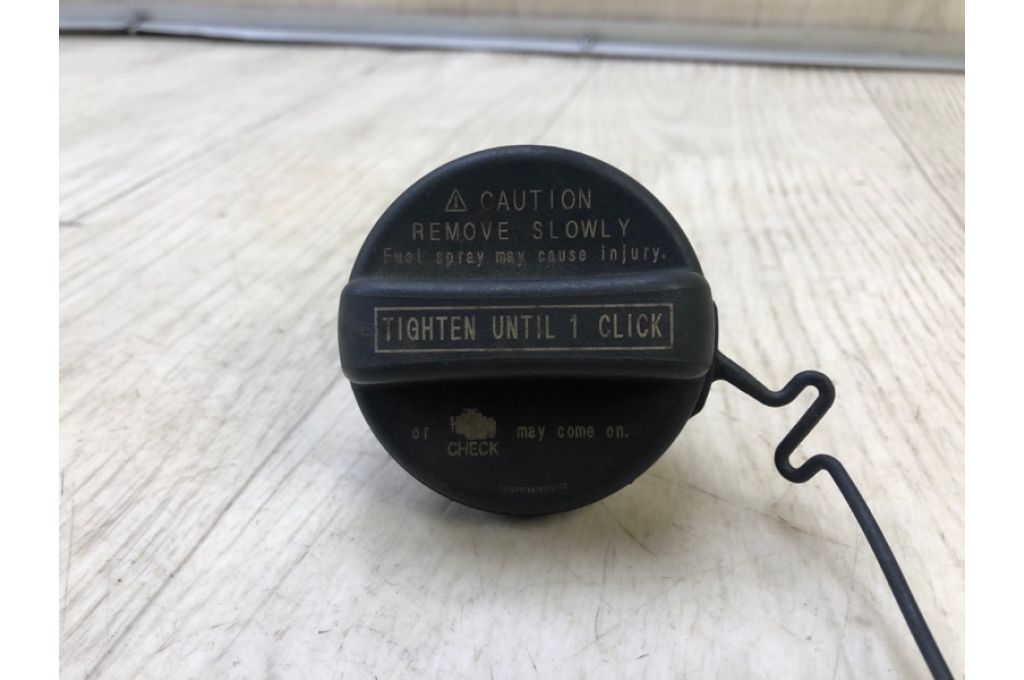 CAUTION
REMOVE SLOWLY
Fuel spray may cause injury.
TIGHTEN UNTIL 1 CLICK
or CHECK may come on.